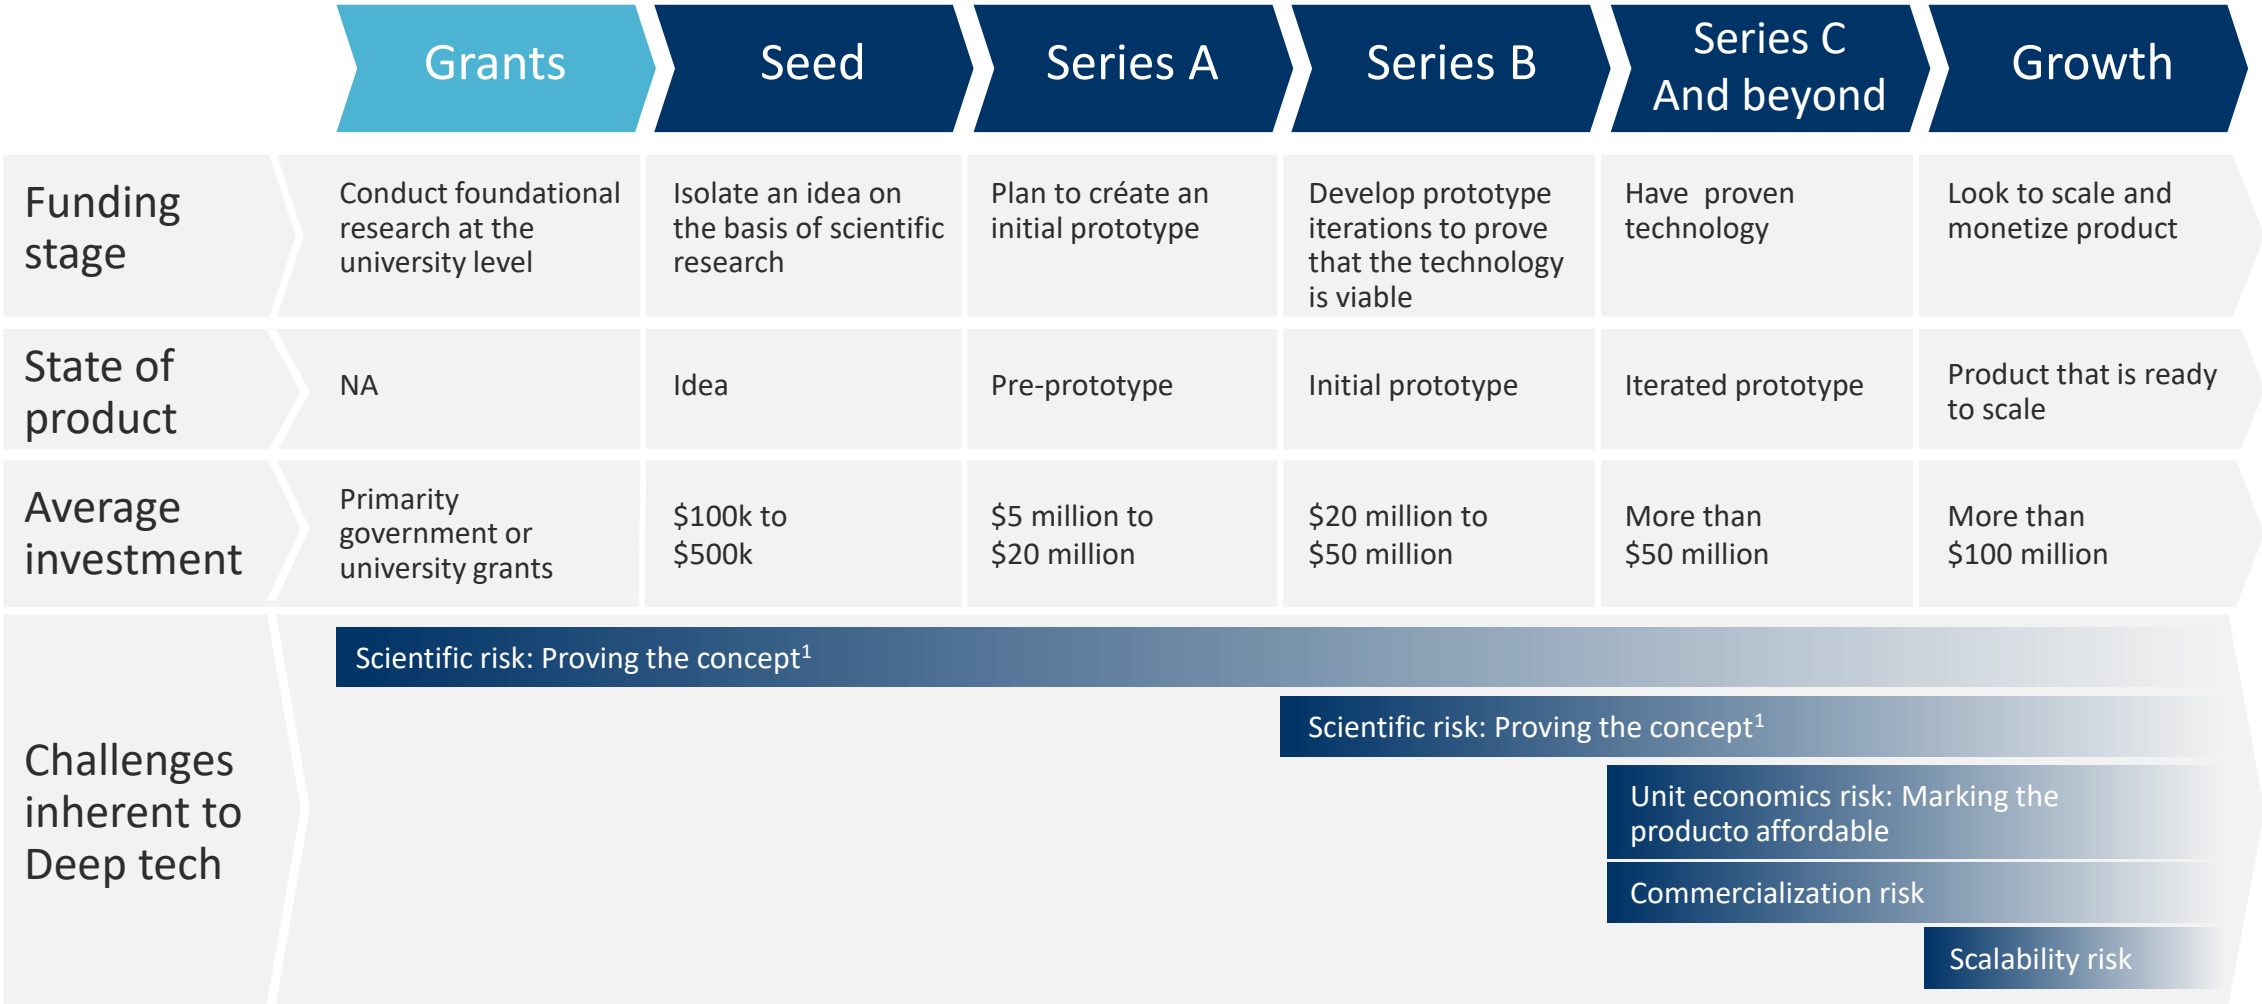 Grants
Seed
Series A
Series B
Series C
And beyond
Growth
Funding
stage
Conduct foundational
research at the
university level
Isolate an idea on
the basis of scientific
research
Plan to créate an
initial prototype
Develop prototype
iterations to prove
that the technology
is viable
Have  proven
technology
Look to scale and
monetize product
State of
product
NA
Idea
Pre-prototype
Initial prototype
Iterated prototype
Product that is ready
to scale
Average
investment
Primarity
government or
university grants
$100k to
$500k
$5 million to
$20 million
$20 million to
$50 million
More than
$50 million
More than
$100 million
Challenges
inherent to
Deep tech
Scientific risk: Proving the concept¹
Scientific risk: Proving the concept¹
Unit economics risk: Marking the
producto affordable
Commercialization risk
Scalability risk